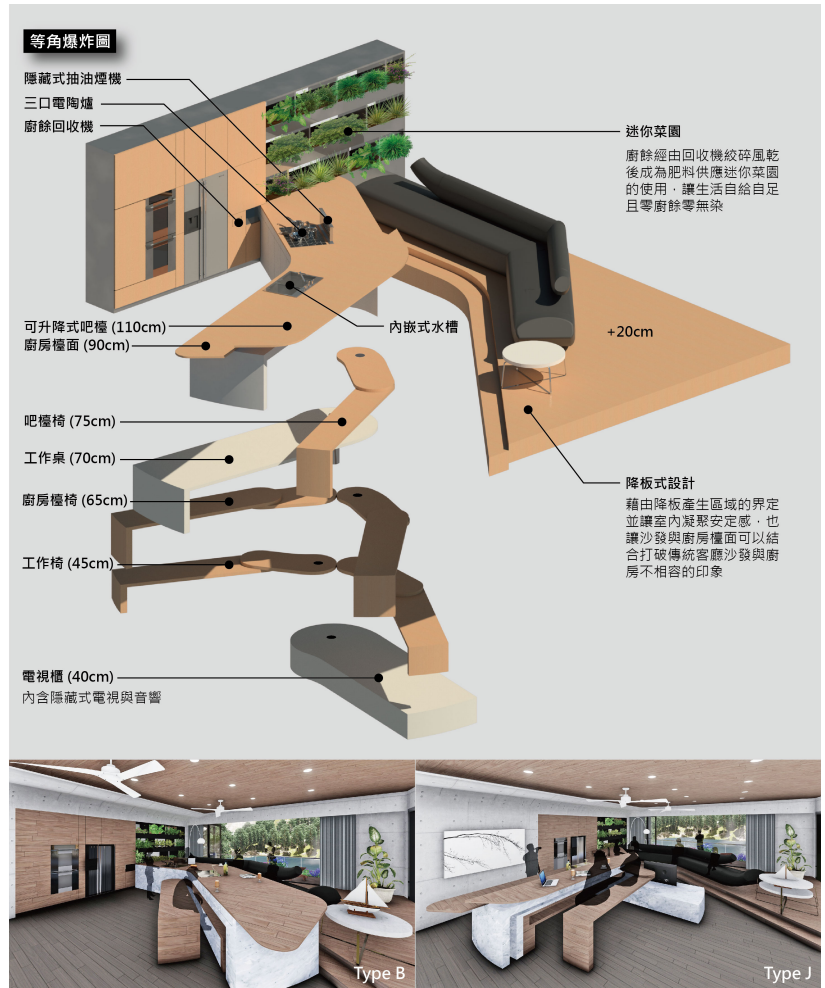 等角爆炸圖
隱藏式抽油煙機
三口電陶爐
廚餘回收機
迷你菜園
廚餘經由回收機絞碎風乾
後成為肥料供應迷你菜園
的使用，讓生活自給自足
且零廚餘零無染
可升降式吧檯 (110cm)
廚房檯面 (90cm)
內嵌式水槽
+20cm
吧檯椅 (75cm)
工作桌 (70cm)
廚房檯椅 (65cm)
工作椅 (45cm)
降板式設計
藉由降板產生區域的界定
並讓室內凝聚安定感，也
讓沙發與廚房檯面可以結
合打破傳統客廳沙發與廚
房不相容的印象
電視櫃 (40cm)
內含隱藏式電視與音響
Type B
Type J